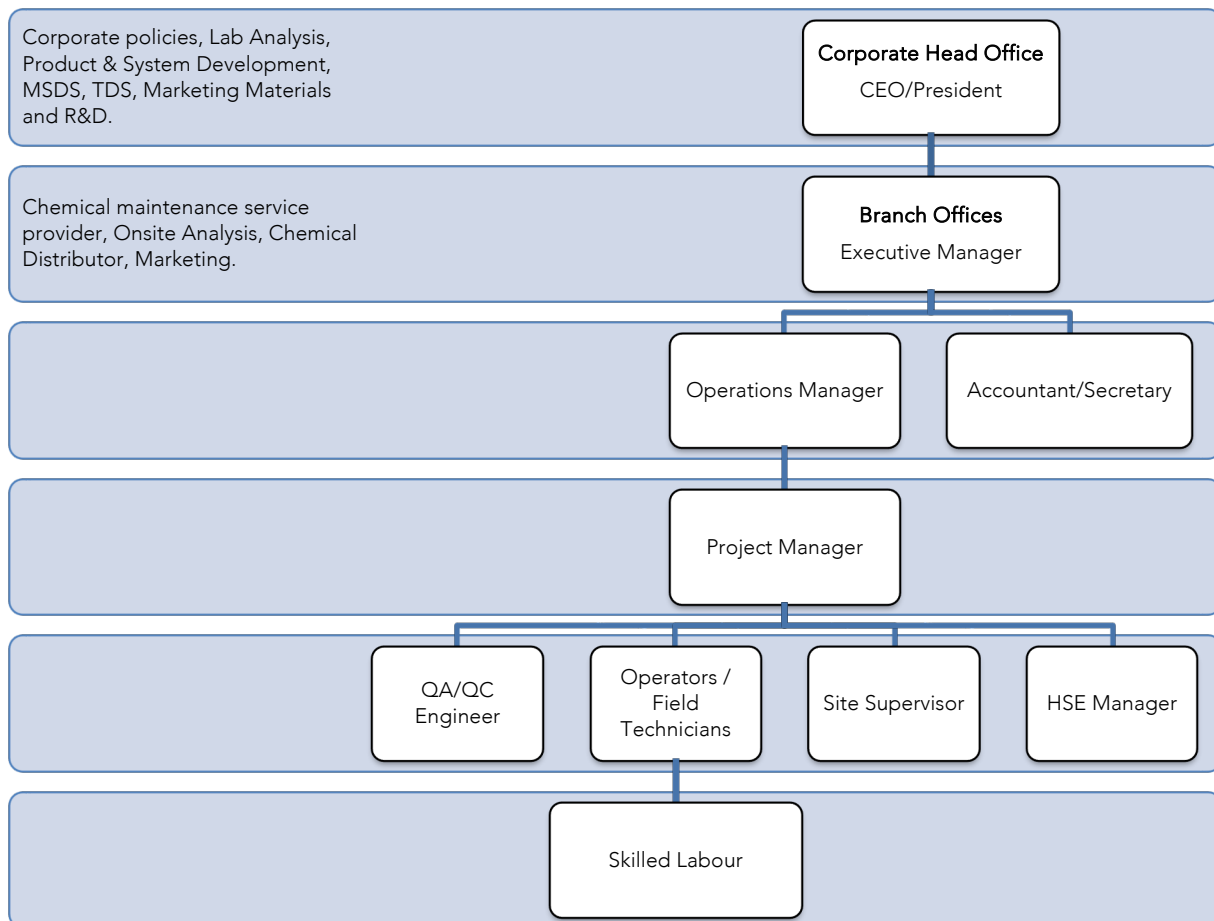 Corporate policies, Lab Analysis,
Product & System Development,
MSDS, TDS, Marketing Materials
and R&D.
Corporate Head Office
CEO/President
Chemical maintenance service
provider, Onsite Analysis, Chemical
Distributor, Marketing.
Branch Offices
Executive Manager
Operations Manager
Accountant/Secretary
Project Manager
QA/QC
Engineer
Operators /
Field
Technicians
Site Supervisor
HSE Manager
Skilled Labour